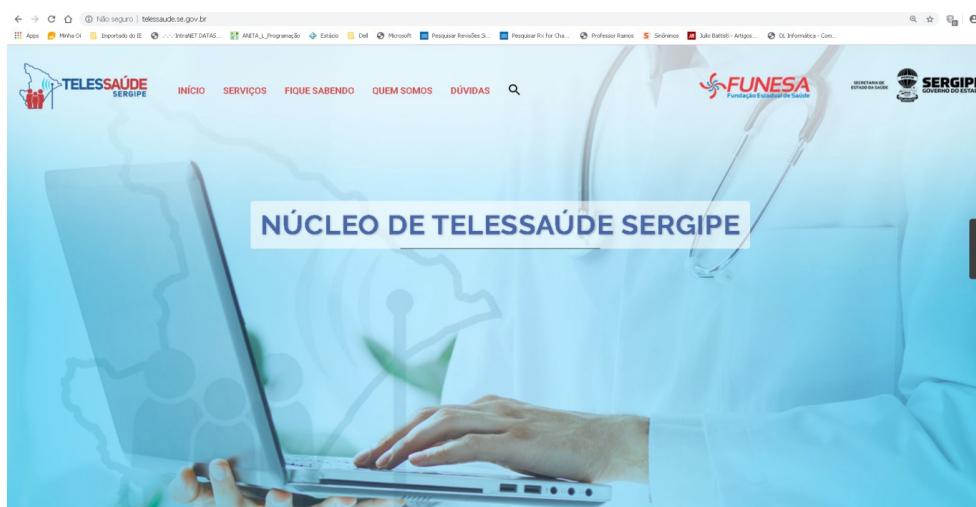 Não seguro | telessaude.se.gov.br
Apps Minha Oi Importado do IE IntraNET DATAS... ANITA_L_Programação Estácio Dell Microsoft Pesquisar Revisões Si... Pesquisar Rx for Cha... Professor Ramos Sinônimos Julio Battisti - Artigos... DL Informática - Com...
TELESSAÚDE
SERGIPE
INÍCIO SERVIÇOS FIQUE SABENDO QUEM SOMOS DÚVIDAS
FUNESA
Fundação Estadual de Saúde
SECRETARIA DE
ESTADO DA SAÚDE
SERGIPE
GOVERNO DO ESTA
NÚCLEO DE TELESSAÚDE SERGIPE